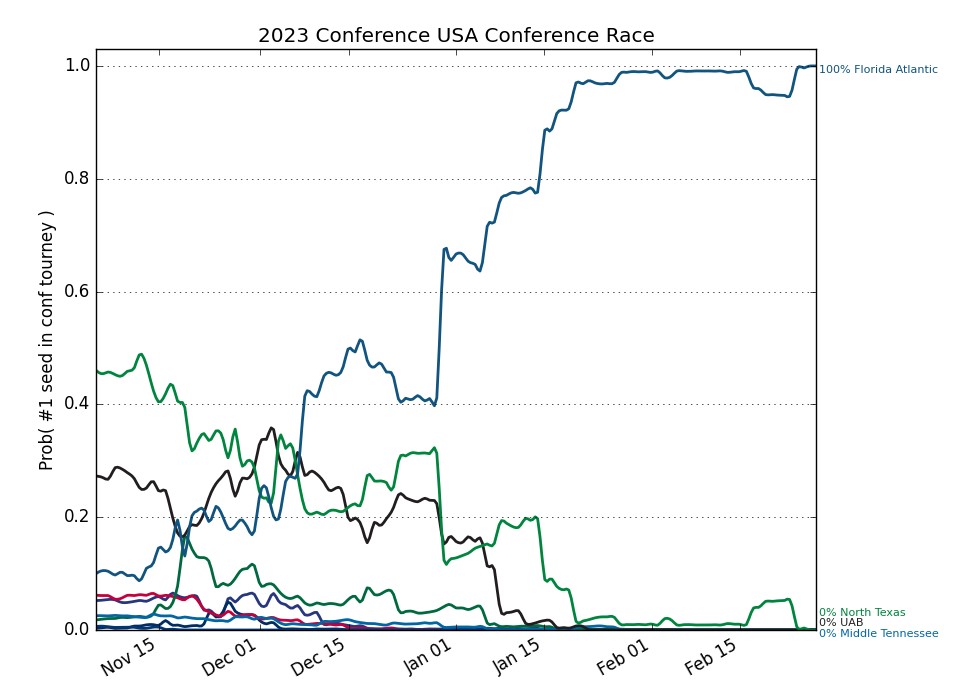 2023 Conference USA Conference Race
Prob( #1 seed in conf tourney )
1.0
0.8
0.6
0.4
0.2
0.0
100% Florida Atlantic
0% North Texas
0% UAB
0% Middle Tennessee
Nov 15
Dec 01
Dec 15
Jan 01
Jan 15
Feb 01
Feb 15